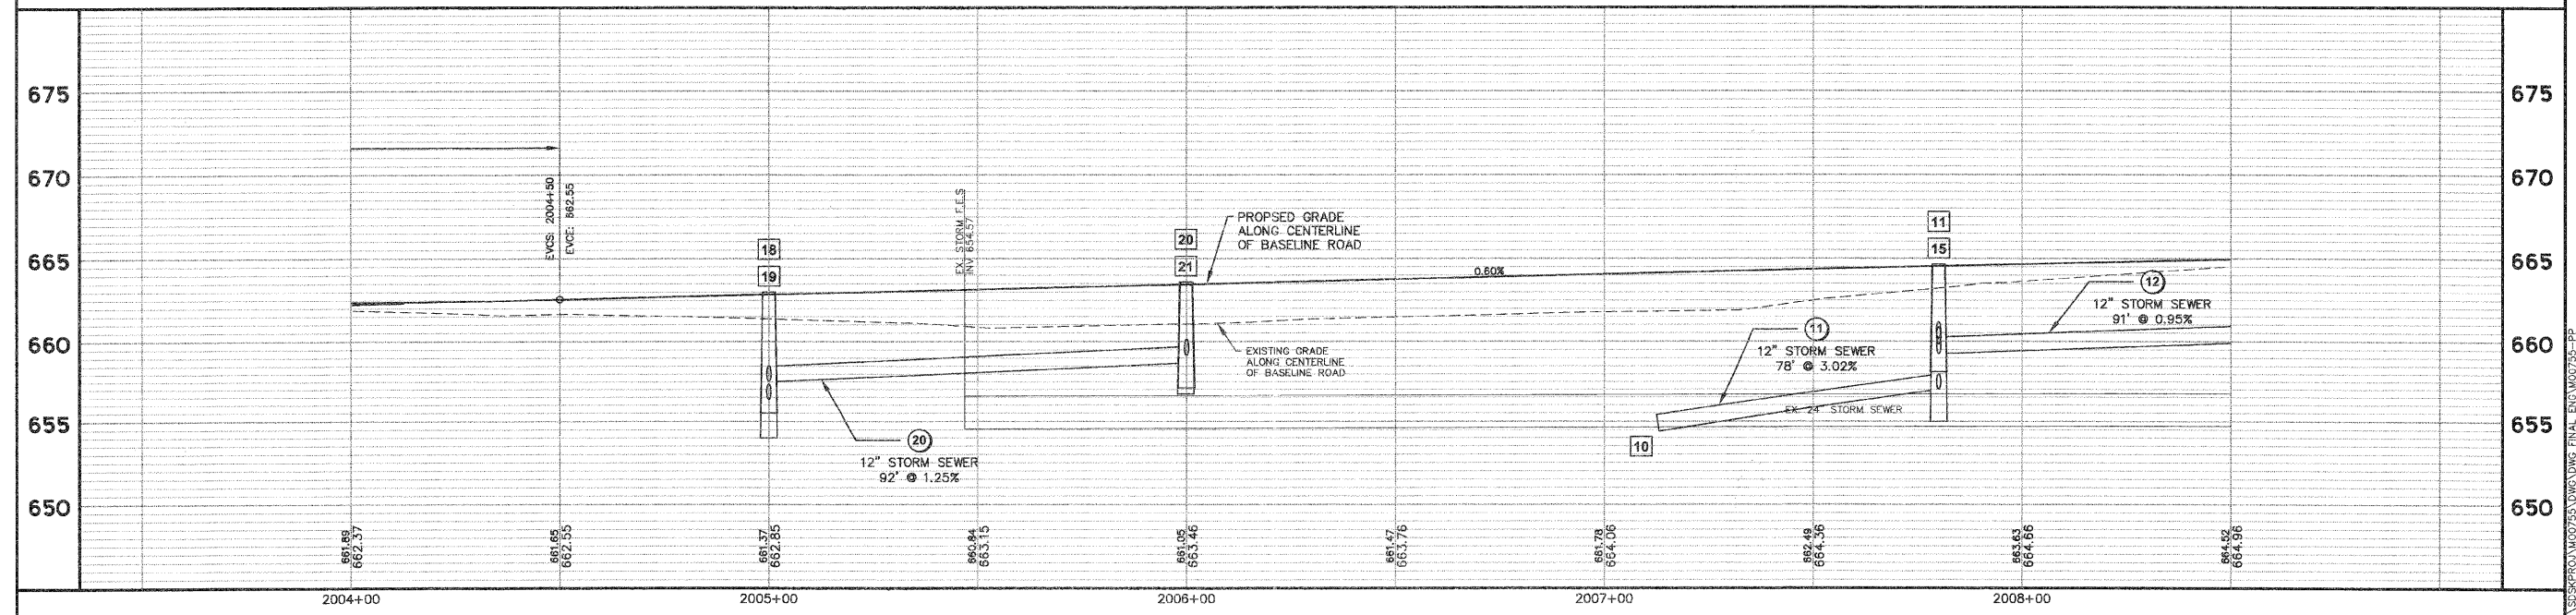 675
670
665
660
655
650
EVCS: 2004+50
EVCE: 662.55
18
19
EX. STORM F.E.S.
INV 654.57
20
21
PROPSED GRADE
ALONG CENTERLINE
OF BASELINE ROAD
0.60%
11
15
12
12" STORM SEWER
91' @ 0.95%
EXISTING GRADE
ALONG CENTERLINE
OF BASELINE ROAD
11
12" STORM SEWER
78' @ 3.02%
EX. 24" STORM SEWER
10
20
12" STORM SEWER
92' @ 1.25%
661.89
662.37
661.65
662.55
661.37
662.85
660.84
663.15
661.05
663.46
661.47
663.76
661.78
664.06
662.49
664.36
663.63
664.66
664.52
664.96
2004+00
2005+00
2006+00
2007+00
2008+00
675
670
665
660
655
650